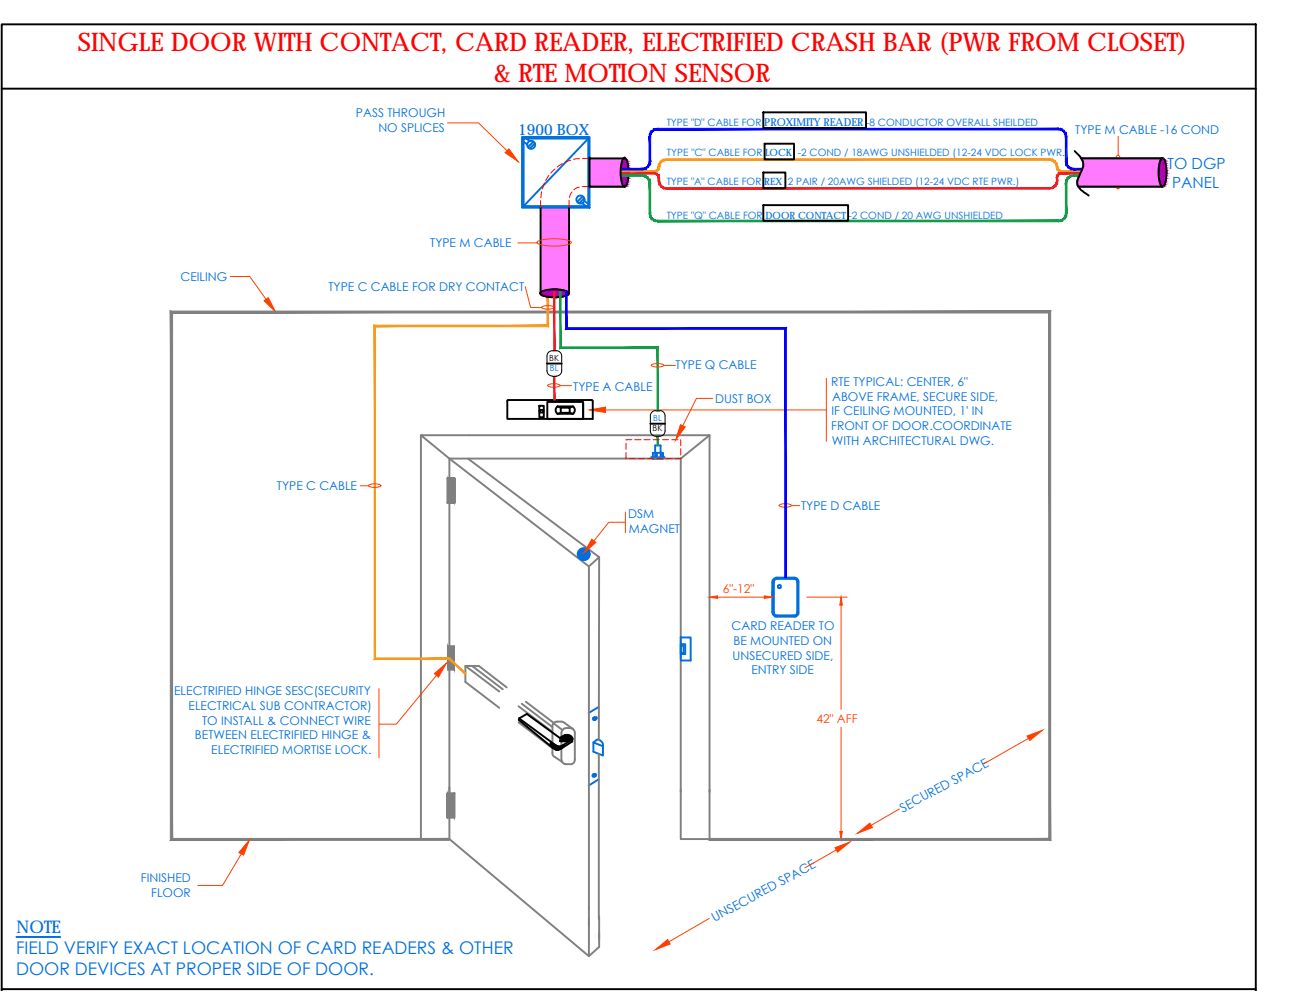 SINGLE DOOR WITH CONTACT, CARD READER, ELECTRIFIED CRASH BAR (PWR FROM CLOSET)
& RTE MOTION SENSOR
PASS THROUGH
NO SPLICES
1900 BOX
TYPE "D" CABLE FOR PROXIMITY READER -8 CONDUCTOR OVERALL SHEILDED
TYPE "C" CABLE FOR LOCK -2 COND / 18AWG UNSHIELDED (12-24 VDC LOCK PWR.
TYPE "A" CABLE FOR REX 2 PAIR / 20AWG SHIELDED (12-24 VDC RTE PWR.)
TYPE "Q" CABLE FOR DOOR CONTACT -2 COND / 20 AWG UNSHIELDED
TYPE M CABLE -16 COND
TO DGP
PANEL
TYPE M CABLE
CEILING
TYPE C CABLE FOR DRY CONTACT
BK
BL
TYPE A CABLE
TYPE Q CABLE
BL
BK
DUST BOX
RTE TYPICAL: CENTER, 6"
ABOVE FRAME, SECURE SIDE,
IF CEILING MOUNTED, 1' IN
FRONT OF DOOR.COORDINATE
WITH ARCHITECTURAL DWG.
TYPE C CABLE
DSM
MAGNET
TYPE D CABLE
6"-12"
CARD READER TO
BE MOUNTED ON
UNSECURED SIDE,
ENTRY SIDE
42" AFF
ELECTRIFIED HINGE SESC(SECURITY
ELECTRICAL SUB CONTRACTOR)
TO INSTALL & CONNECT WIRE
BETWEEN ELECTRIFIED HINGE &
ELECTRIFIED MORTISE LOCK.
SECURED SPACE
UNSECURED SPACE
FINISHED
FLOOR
NOTE
FIELD VERIFY EXACT LOCATION OF CARD READERS & OTHER
DOOR DEVICES AT PROPER SIDE OF DOOR.